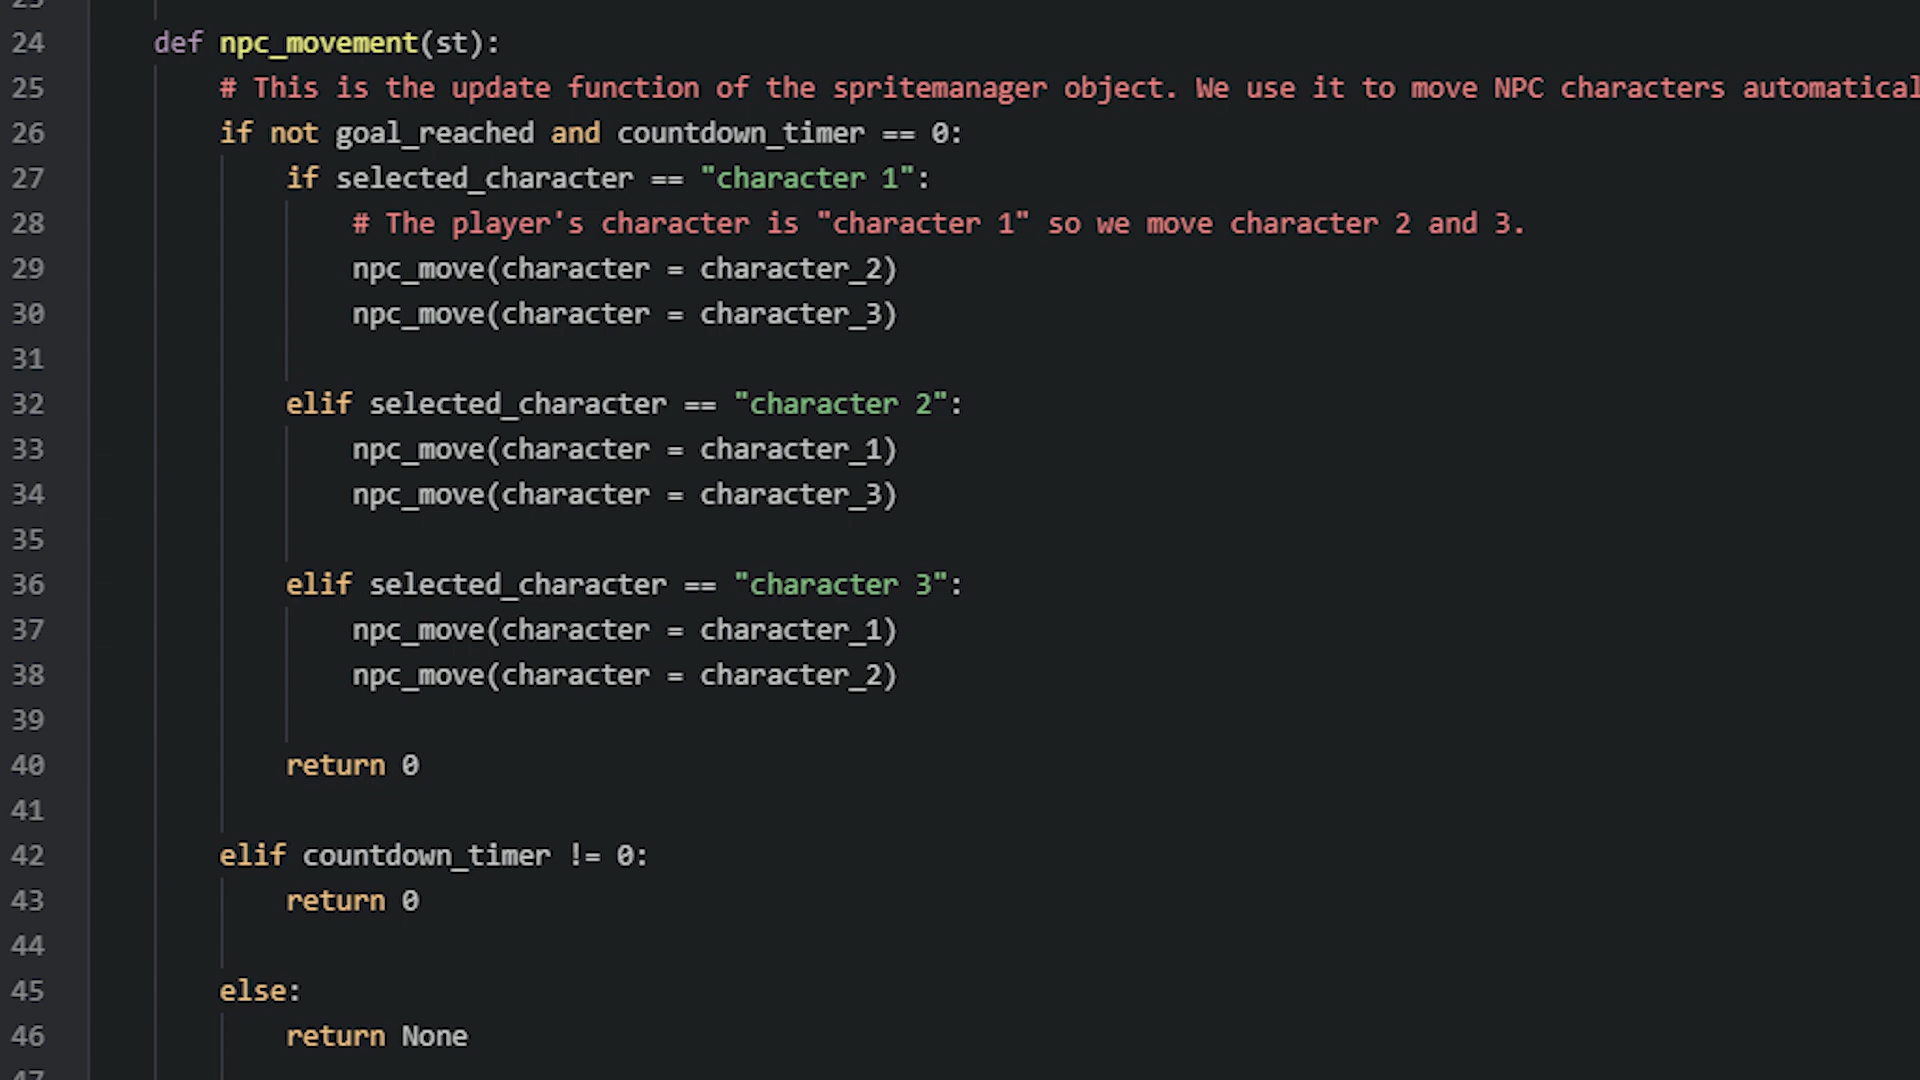 24 def npc_movement(st):
25 # This is the update function of the spritemanager object. We use it to move NPC characters automatical
26 if not goal_reached and countdown_timer == 0:
27 if selected_character == "character 1":
28 # The player's character is "character 1" so we move character 2 and 3.
29 npc_move(character = character_2)
30 npc_move(character = character_3)
31
32 elif selected_character == "character 2":
33 npc_move(character = character_1)
34 npc_move(character = character_3)
35
36 elif selected_character == "character 3":
37 npc_move(character = character_1)
38 npc_move(character = character_2)
39
40 return 0
41
42 elif countdown_timer != 0:
43 return 0
44
45 else:
46 return None